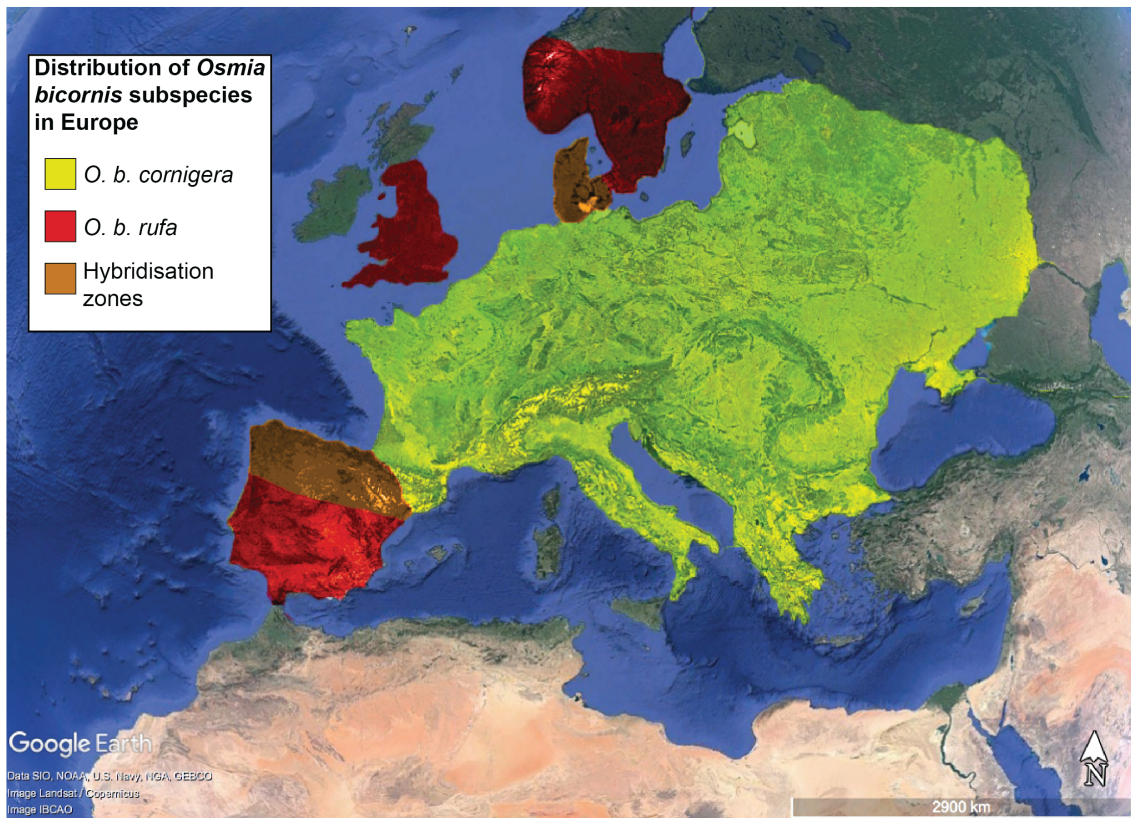 Distribution of Osmia
bicornis subspecies
in Europe
O. b. cornigera
O. b. rufa
Hybridisation
zones
Google Earth
Data SIO, NOAA, U.S. Navy, NGA, GEBCO
Image Landsat / Copernicus
Image IBCAO
N
2900 km